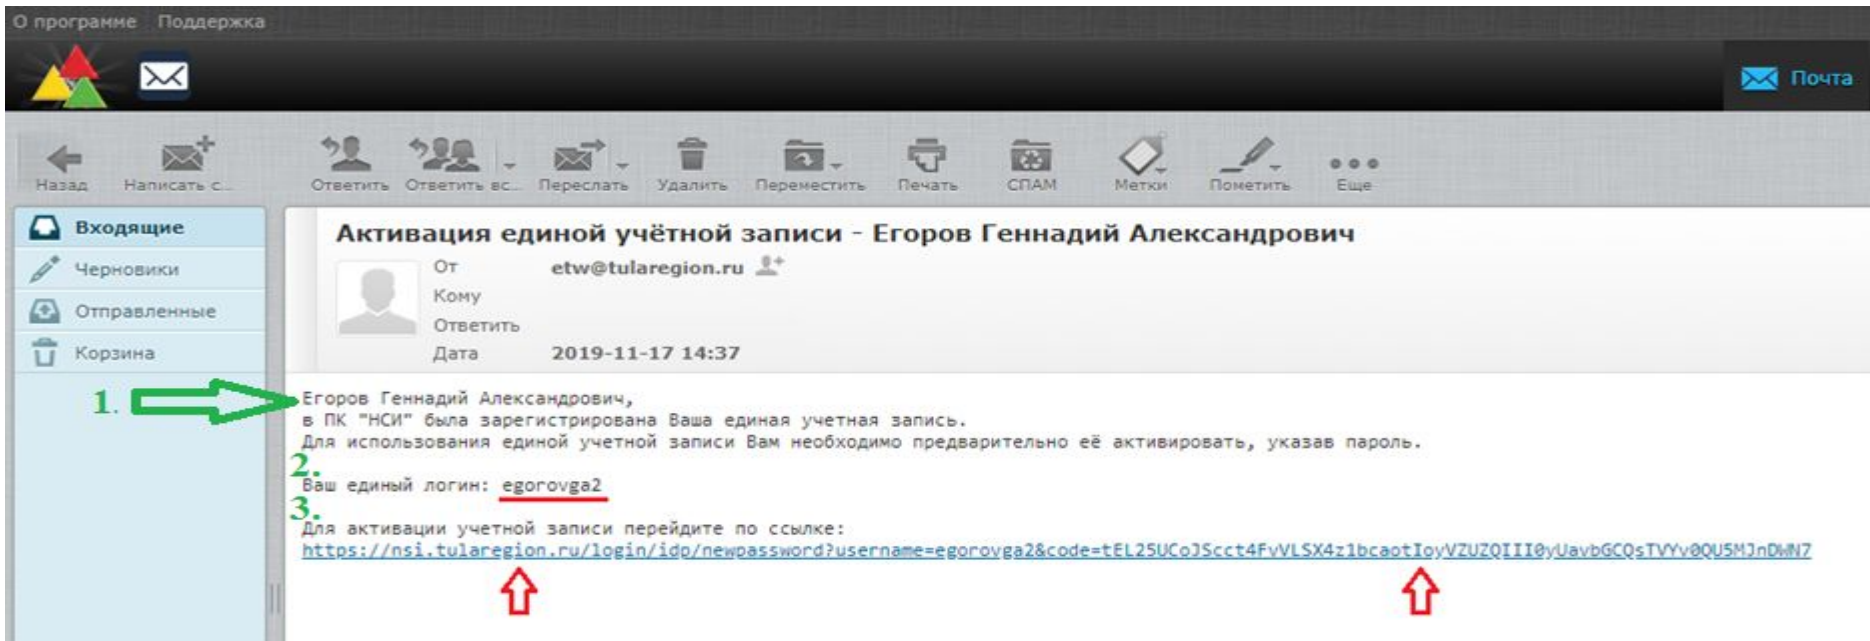 О программе Поддержка
Почта
Назад Написать с... Ответить Ответить вс... Переслать Удалить Переместить Печать СПАМ Метки Пометить Еще
Входящие
Черновики
Отправленные
Корзина
Активация единой учётной записи - Егоров Геннадий Александрович
От etw@tularegion.ru
Кому
Ответить
Дата 2019-11-17 14:37
1.
Егоров Геннадий Александрович,
в ПК "НСИ" была зарегистрирована Ваша единая учетная запись.
Для использования единой учетной записи Вам необходимо предварительно её активировать, указав пароль.
2.
Ваш единый логин: egorovga2
3.
Для активации учетной записи перейдите по ссылке:
https://nsi.tularegion.ru/login/idp/newpassword?username=egorovga2&code=tEL25UCoJScct4FvVLSX4z1bcaotIoyVZUZQIII0yUavbGCQsTVYv0QU5MJnDWN7